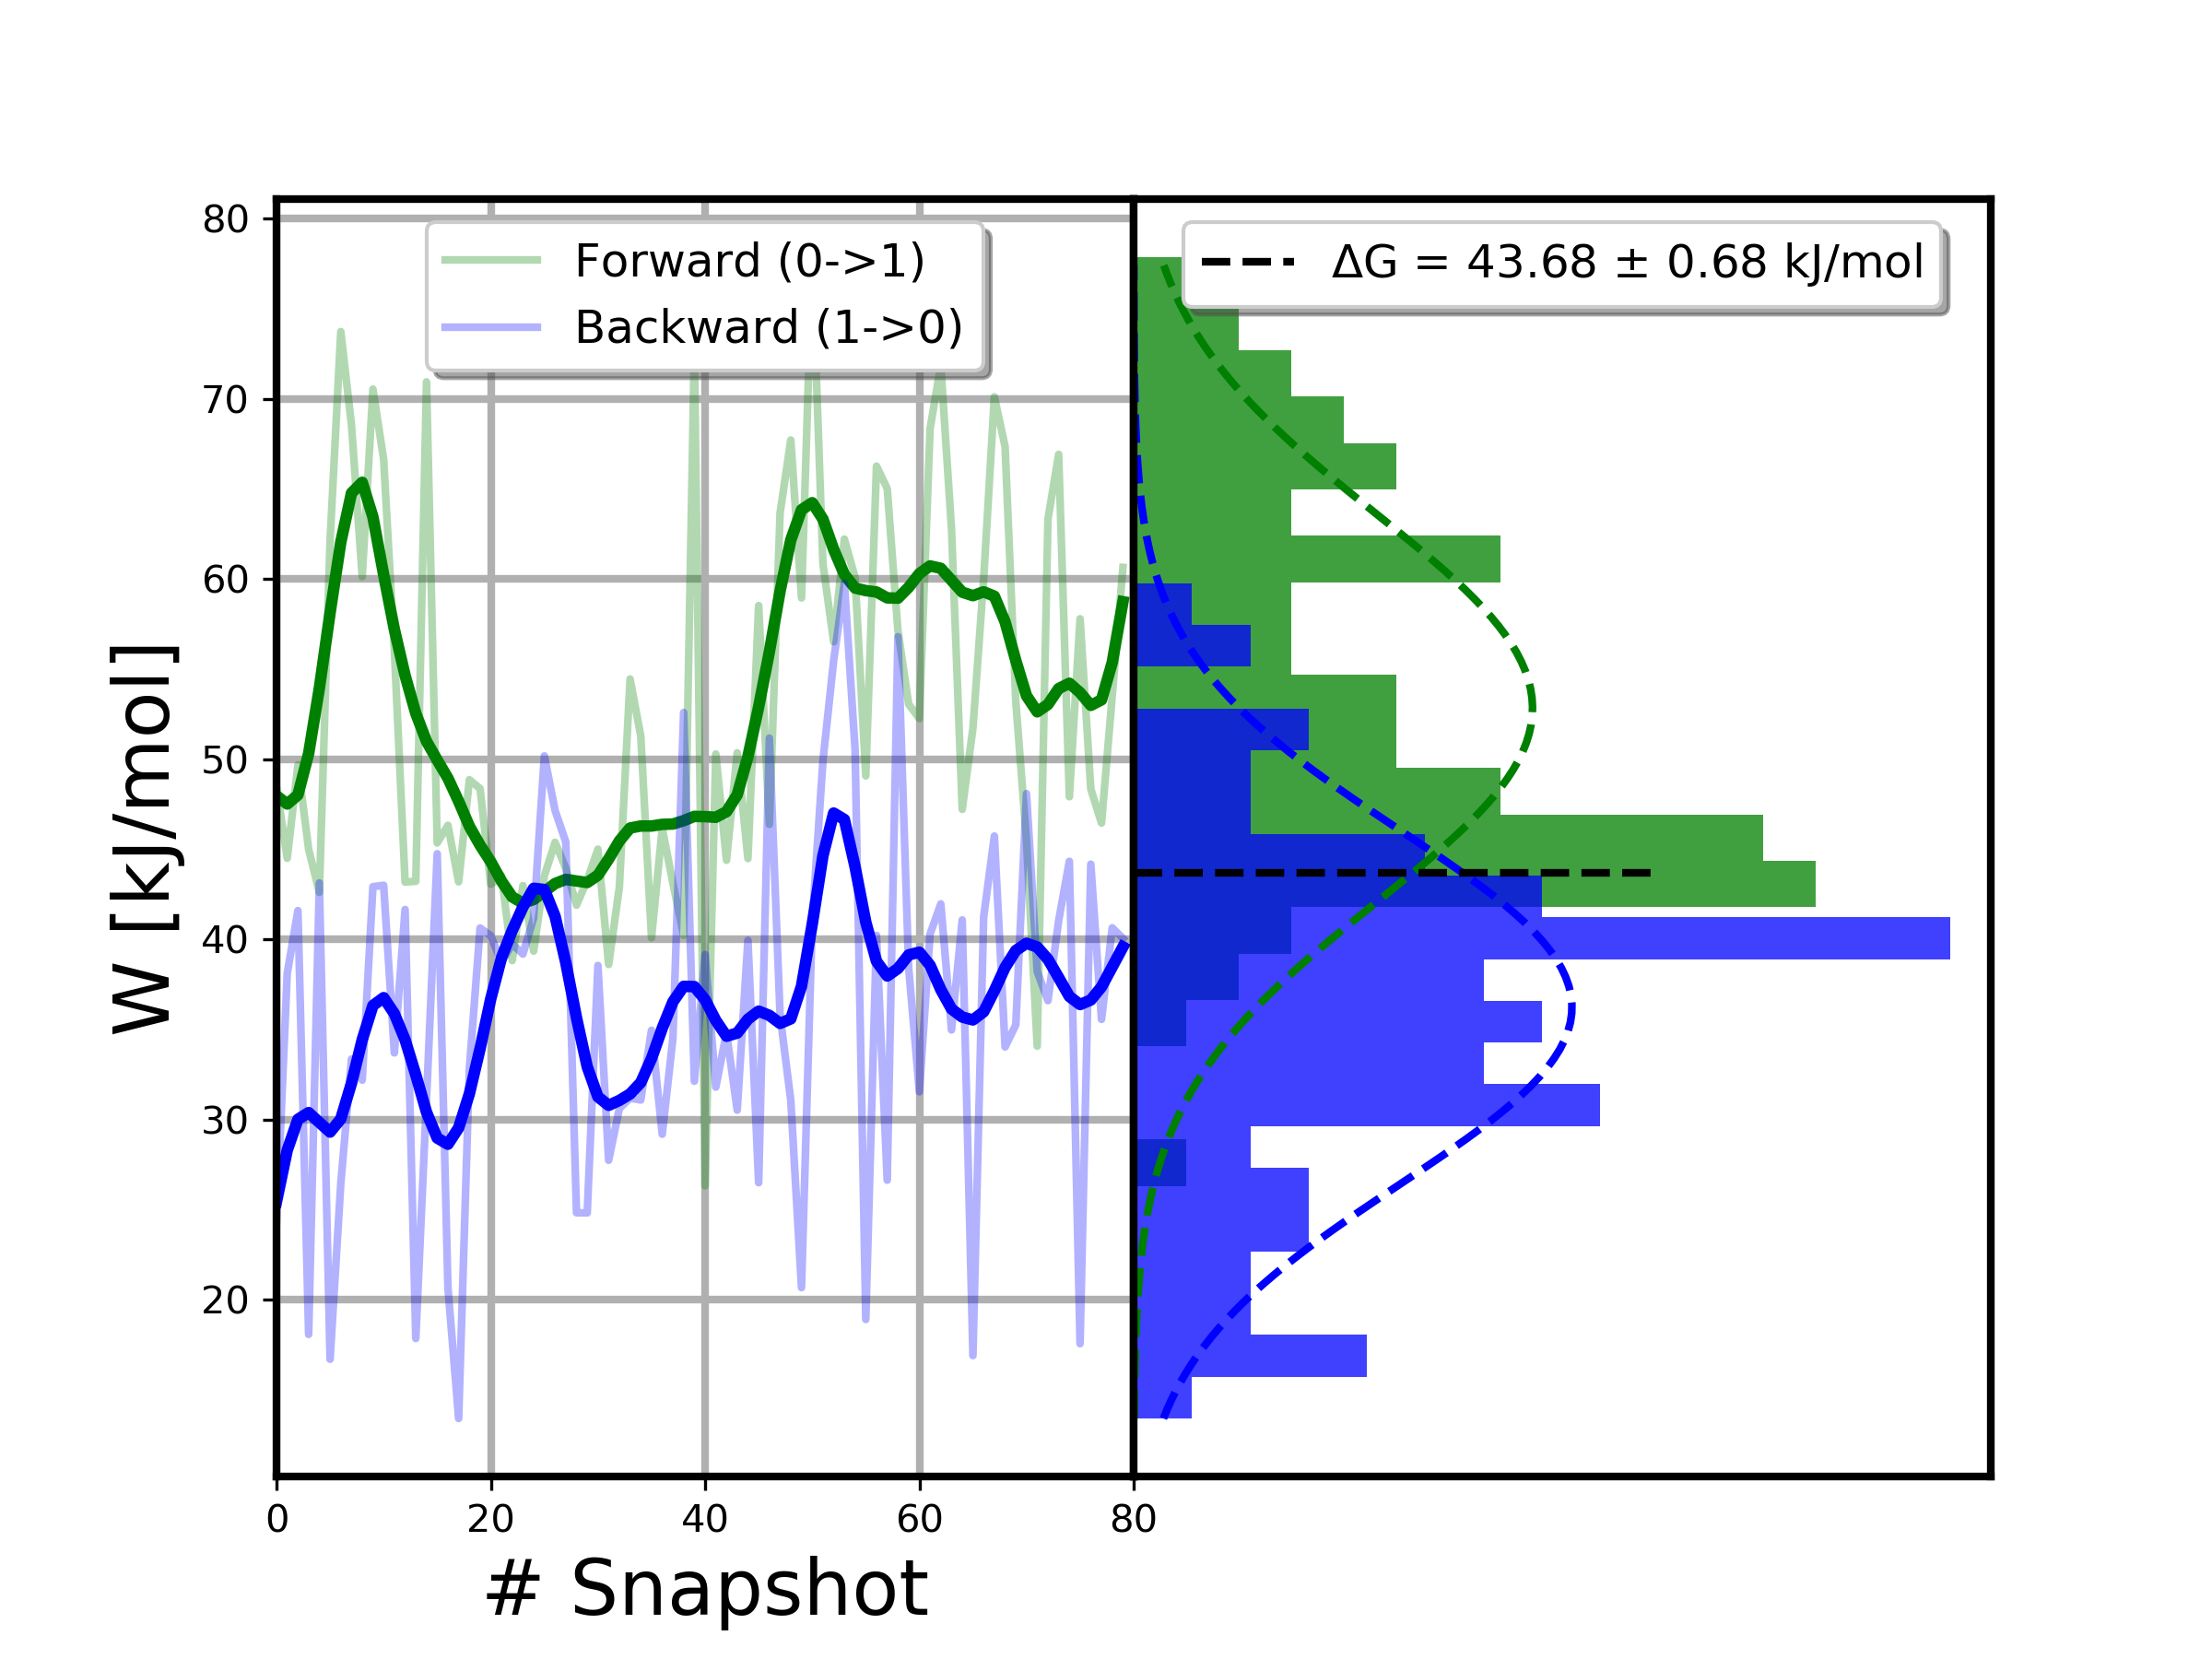 80
70
60
50
40
30
20
W [kJ/mol]
Forward (0->1)
Backward (1->0)
ΔG = 43.68 ± 0.68 kJ/mol
0 20 40 60 80
# Snapshot